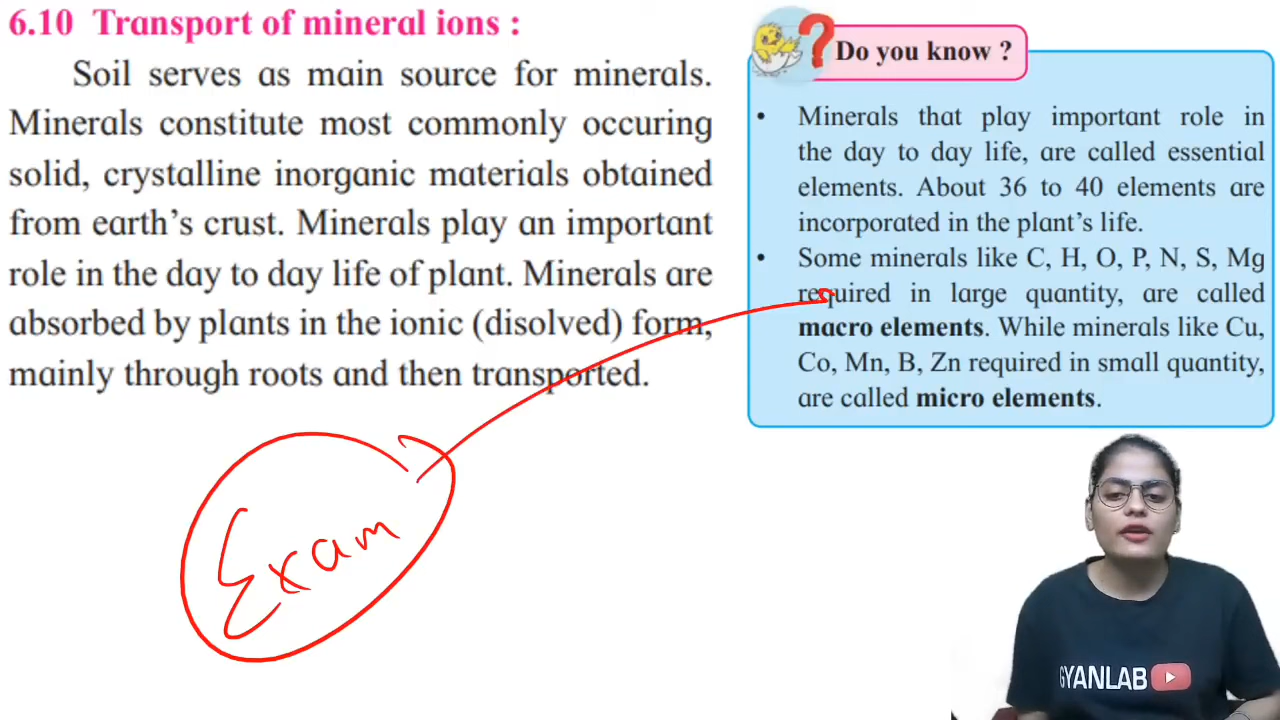 6.10 Transport of mineral ions :
Soil serves as main source for minerals.
Minerals constitute most commonly occuring
solid, crystalline inorganic materials obtained
from earth's crust. Minerals play an important
role in the day to day life of plant. Minerals are
absorbed by plants in the ionic (disolved) form,
mainly through roots and then transported.
Do you know ?
• Minerals that play important role in
the day to day life, are called essential
elements. About 36 to 40 elements are
incorporated in the plant's life.
• Some minerals like C, H, O, P, N, S, Mg
required in large quantity, are called
macro elements. While minerals like Cu,
Co, Mn, B, Zn required in small quantity,
are called micro elements.
Exam
GYANLAB